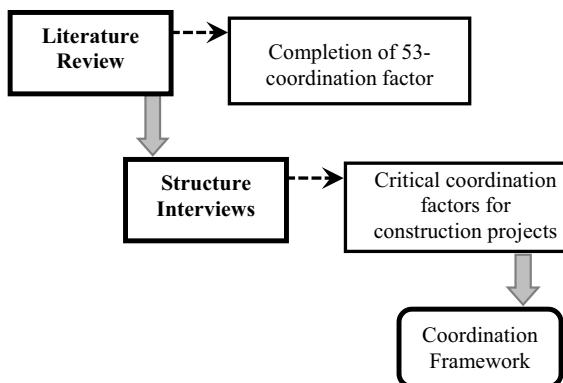 Literature
Review
Completion of 53-
coordination factor
Structure
Interviews
Critical coordination
factors for
construction projects
Coordination
Framework